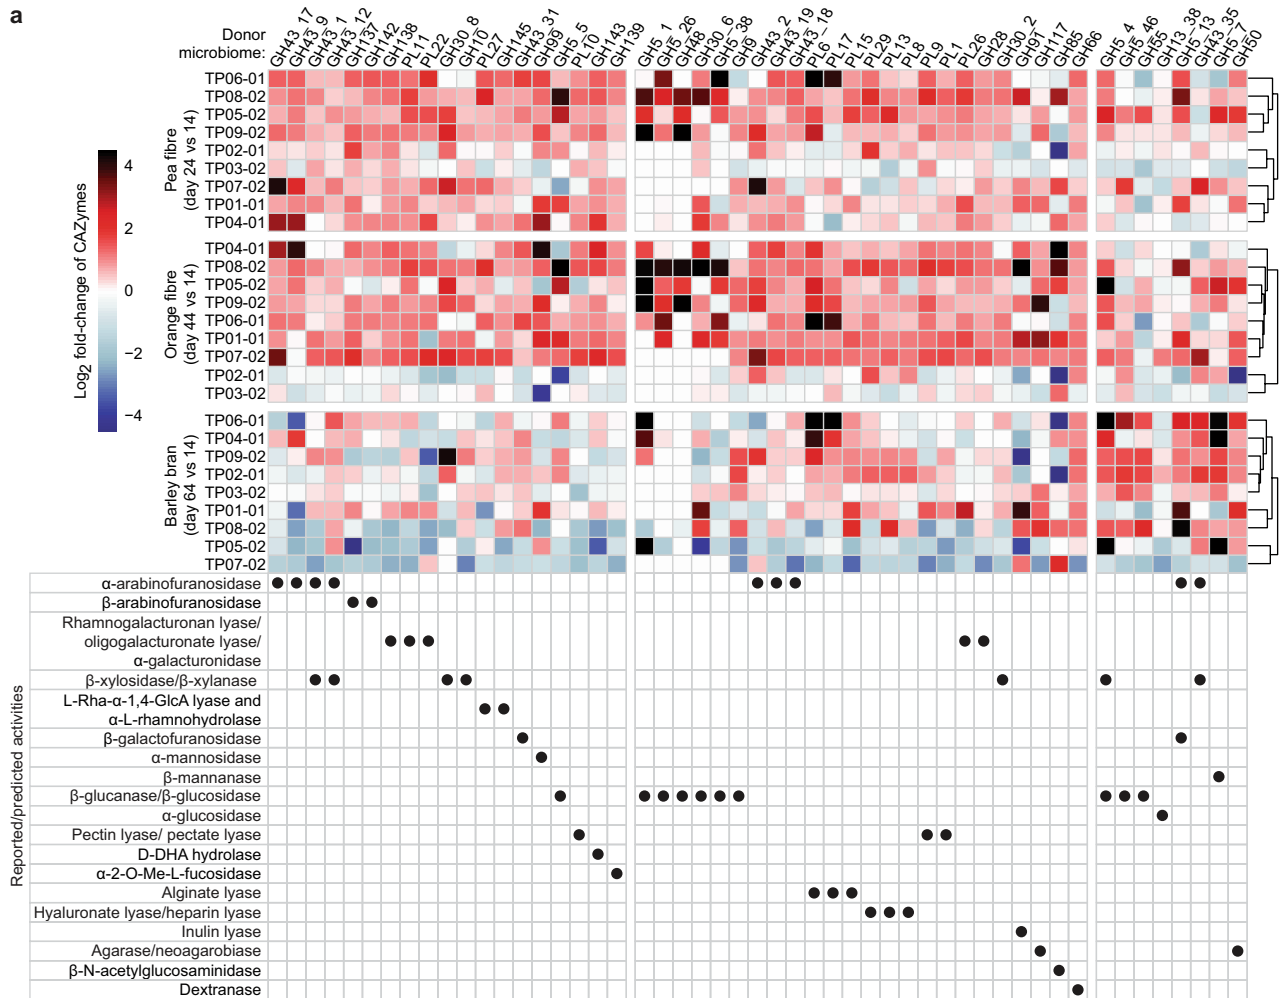 a
Donor
microbiome:
GH43_17
GH43_9
GH43_1
GH43_12
GH137
GH142
GH138
PL11
PL22
GH30_8
GH10
PL27
GH145
GH43_31
GH99
GH5_5
PL10
GH143
GH139
GH5_1
GH5_26
GH48
GH30_6
GH5_38
GH9
GH43_2
GH43_19
GH43_18
PL6
PL17
PL15
PL29
PL13
PL8
PL9
PL1
PL26
GH28
GH30_2
GH91
GH117
GH85
GH66
GH5_4
GH5_46
GH55
GH13_38
GH5_13
GH43_35
GH5_7
GH50
Log2 fold-change of CAZymes
4
2
0
−2
−4
Pea fibre
(day 24 vs 14)
TP06-01
TP08-02
TP05-02
TP09-02
TP02-01
TP03-02
TP07-02
TP01-01
TP04-01
Orange fibre
(day 44 vs 14)
TP04-01
TP08-02
TP05-02
TP09-02
TP06-01
TP01-01
TP07-02
TP02-01
TP03-02
Barley bran
(day 64 vs 14)
TP06-01
TP04-01
TP09-02
TP02-01
TP03-02
TP01-01
TP08-02
TP05-02
TP07-02
Reported/predicted activities
α-arabinofuranosidase
β-arabinofuranosidase
Rhamnogalacturonan lyase/
oligogalacturonate lyase/
α-galacturonidase
β-xylosidase/β-xylanase
L-Rha-α-1,4-GlcA lyase and
α-L-rhamnohydrolase
β-galactofuranosidase
α-mannosidase
β-mannanase
β-glucanase/β-glucosidase
α-glucosidase
Pectin lyase/ pectate lyase
D-DHA hydrolase
α-2-O-Me-L-fucosidase
Alginate lyase
Hyaluronate lyase/heparin lyase
Inulin lyase
Agarase/neoagarobiase
β-N-acetylglucosaminidase
Dextranase